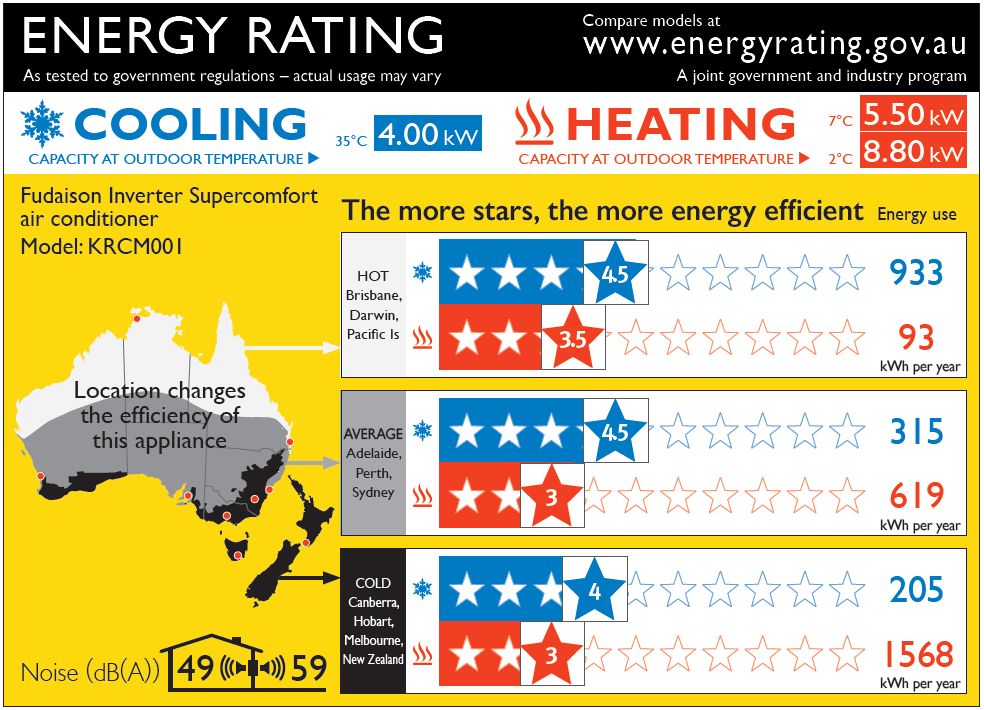 ENERGY RATING
As tested to government regulations – actual usage may vary
Compare models at
www.energyrating.gov.au
A joint government and industry program
COOLING
CAPACITY AT OUTDOOR TEMPERATURE ▶
35°C 4.00 kW
HEATING
CAPACITY AT OUTDOOR TEMPERATURE ▶
7°C 5.50 kW
2°C 8.80 kW
Fudaison Inverter Supercomfort
air conditioner
Model: KRCM001
The more stars, the more energy efficient Energy use
HOT
Brisbane,
Darwin,
Pacific Is
4.5
933
3.5
93
kWh per year
Location changes
the efficiency of
this appliance
AVERAGE
Adelaide,
Perth,
Sydney
4.5
315
3
619
kWh per year
COLD
Canberra,
Hobart,
Melbourne,
New Zealand
4
205
3
1568
kWh per year
Noise (dB(A)) 49 59